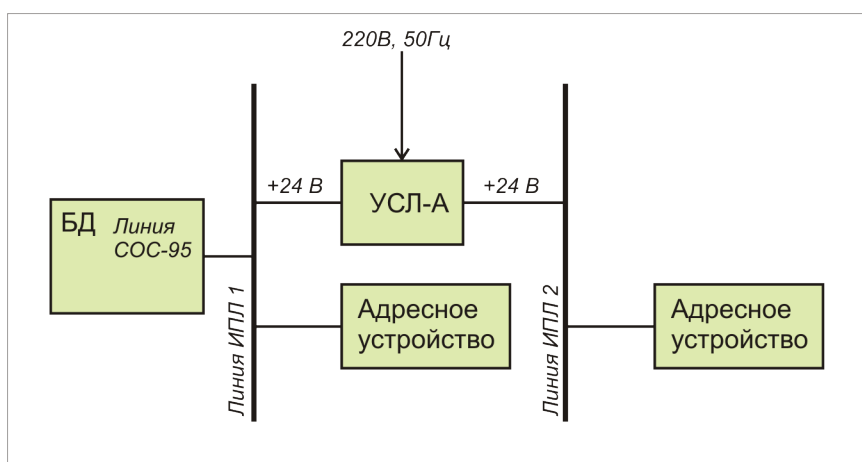 220В, 50Гц
+24 В
УСЛ-А
+24 В
БД
Линия
СОС-95
Линия ИПЛ 1
Адресное
устройство
Линия ИПЛ 2
Адресное
устройство